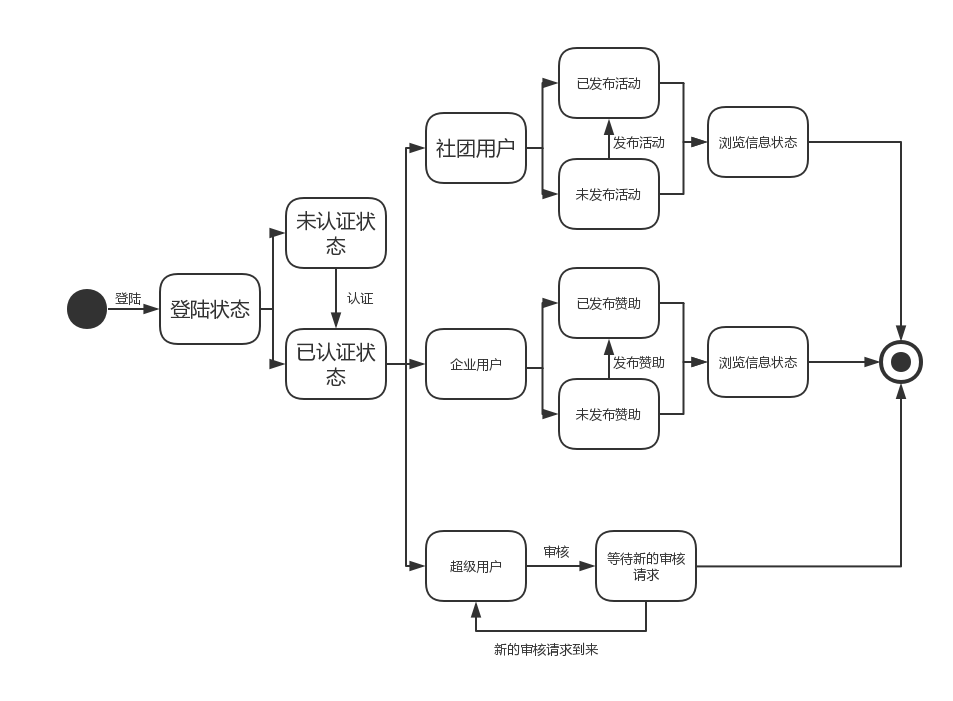 已发布活动
发布活动
浏览信息状态
社团用户
未发布活动
未认证状
态
登陆
登陆状态
认证
已认证状
态
已发布赞助
企业用户
发布赞助
浏览信息状态
未发布赞助
超级用户
审核
等待新的审核
请求
新的审核请求到来